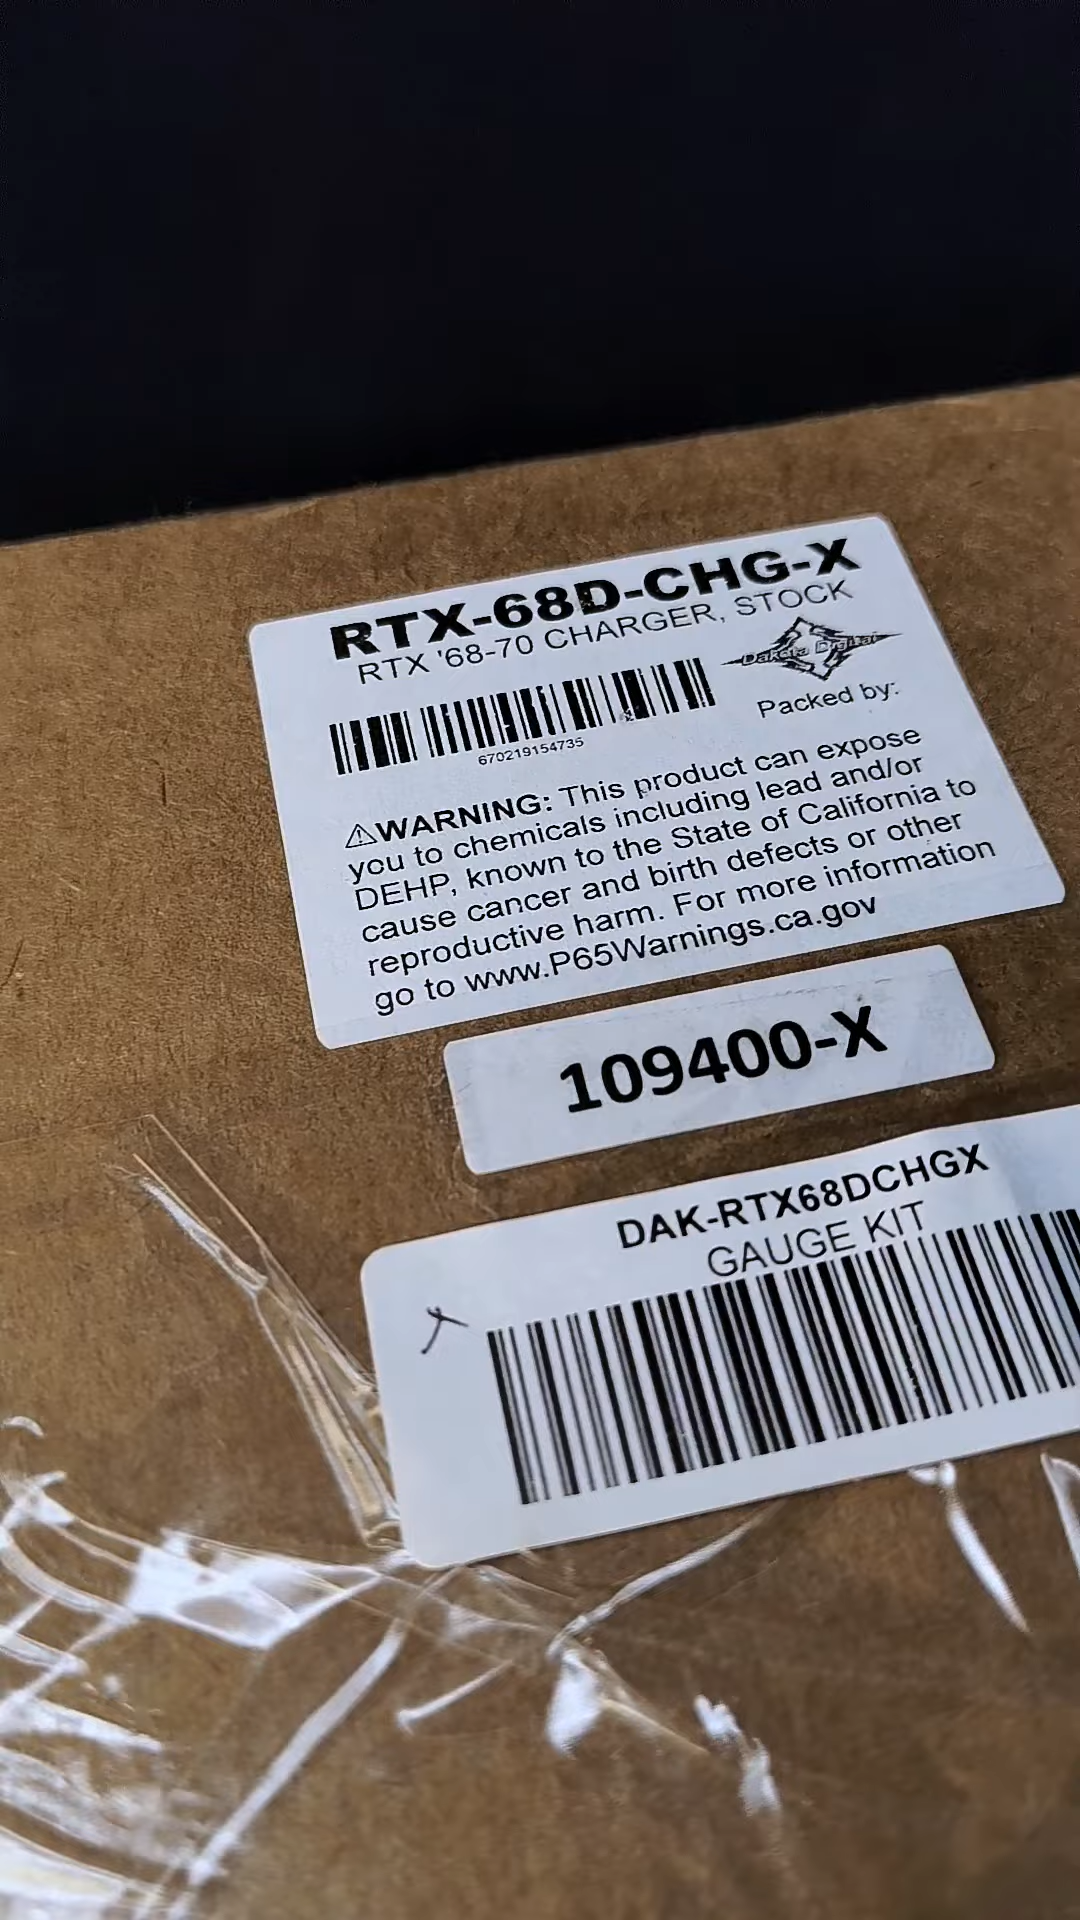 RTX-68D-CHG-X
RTX '68-70 CHARGER, STOCK
Dakota Digital
Packed by:
670219154735
⚠WARNING: This product can expose
you to chemicals including lead and/or
DEHP, known to the State of California to
cause cancer and birth defects or other
reproductive harm. For more information
go to www.P65Warnings.ca.gov
109400-X
DAK-RTX68DCHGX
GAUGE KIT